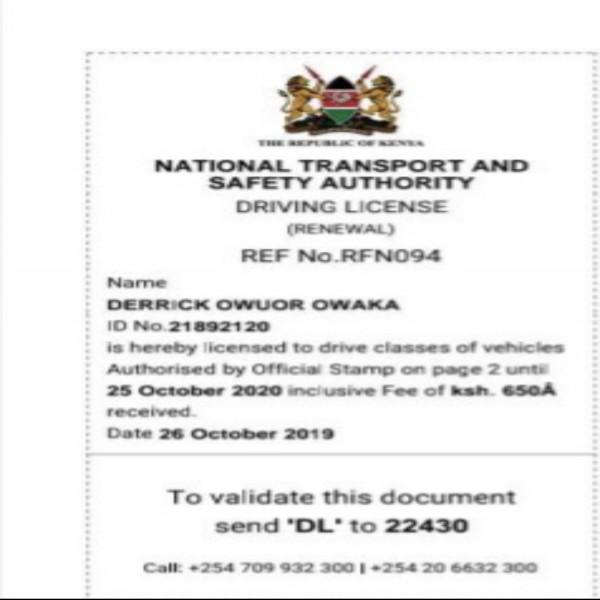 THE REPUBLIC OF KENYA
NATIONAL TRANSPORT AND
SAFETY AUTHORITY
DRIVING LICENSE
(RENEWAL)
REF No.RFN094
Name
DERRICK OWUOR OWAKA
ID No.21892120
is hereby licensed to drive classes of vehicles
Authorised by Official Stamp on page 2 until
25 October 2020 inclusive Fee of ksh. 650Â
received.
Date 26 October 2019
To validate this document
send 'DL' to 22430
Call: +254 709 932 300 | +254 20 6632 300